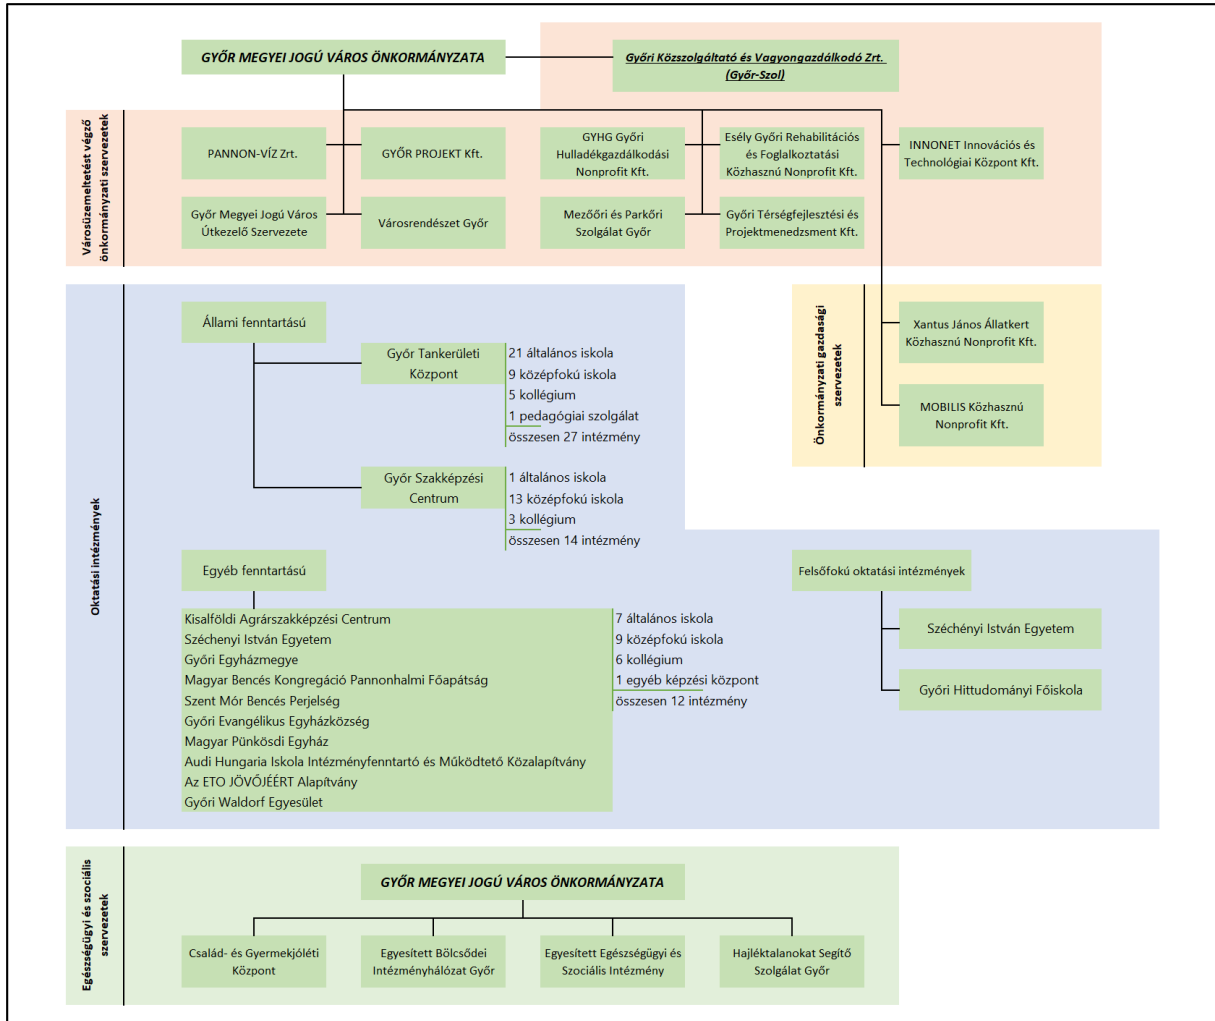 GYŐR MEGYEI JOGÚ VÁROS ÖNKORMÁNYZATA
Győri Közszolgáltató és Vagyongazdálkodó Zrt.
(Győr-Szol)
Városüzemeltetést végző
önkormányzati szervezetek
PANNON-VÍZ Zrt.
GYŐR PROJEKT Kft.
GYHG Győri
Hulladékgazdálkodási
Nonprofit Kft.
Esély Győri Rehabilitációs
és Foglalkoztatási
Közhasznú Nonprofit Kft.
INNONET Innovációs és
Technológiai Központ Kft.
Győr Megyei Jogú Város
Útkezelő Szervezete
Városrendészet Győr
Mezőőri és Parkőri
Szolgálat Győr
Győri Térségfejlesztési és
Projektmenedzsment Kft.
Önkormányzati gazdasági
szervezetek
Xantus János Állatkert
Közhasznú Nonprofit Kft.
MOBILIS Közhasznú
Nonprofit Kft.
Oktatási intézmények
Állami fenntartású
Győr Tankerületi
Központ
21 általános iskola
9 középfokú iskola
5 kollégium
1 pedagógiai szolgálat
összesen 27 intézmény
Győr Szakképzési
Centrum
1 általános iskola
13 középfokú iskola
3 kollégium
összesen 14 intézmény
Egyéb fenntartású
Kisalföldi Agrárszakképzési Centrum
Széchenyi István Egyetem
Győri Egyházmegye
Magyar Bencés Kongregáció Pannonhalmi Főapátság
Szent Mór Bencés Perjelség
Győri Evangélikus Egyházközség
Magyar Pünkösdi Egyház
Audi Hungaria Iskola Intézményfenntartó és Működtető Közalapítvány
Az ETO JÖVŐJÉÉRT Alapítvány
Győri Waldorf Egyesület
7 általános iskola
9 középfokú iskola
6 kollégium
1 egyéb képzési központ
összesen 12 intézmény
Felsőfokú oktatási intézmények
Széchényi István Egyetem
Győri Hittudományi Főiskola
Egészségügyi és szociális
szervezetek
GYŐR MEGYEI JOGÚ VÁROS ÖNKORMÁNYZATA
Család- és Gyermekjóléti
Központ
Egyesített Bölcsődei
Intézményhálózat Győr
Egyesített Egészségügyi és
Szociális Intézmény
Hajléktalanokat Segítő
Szolgálat Győr